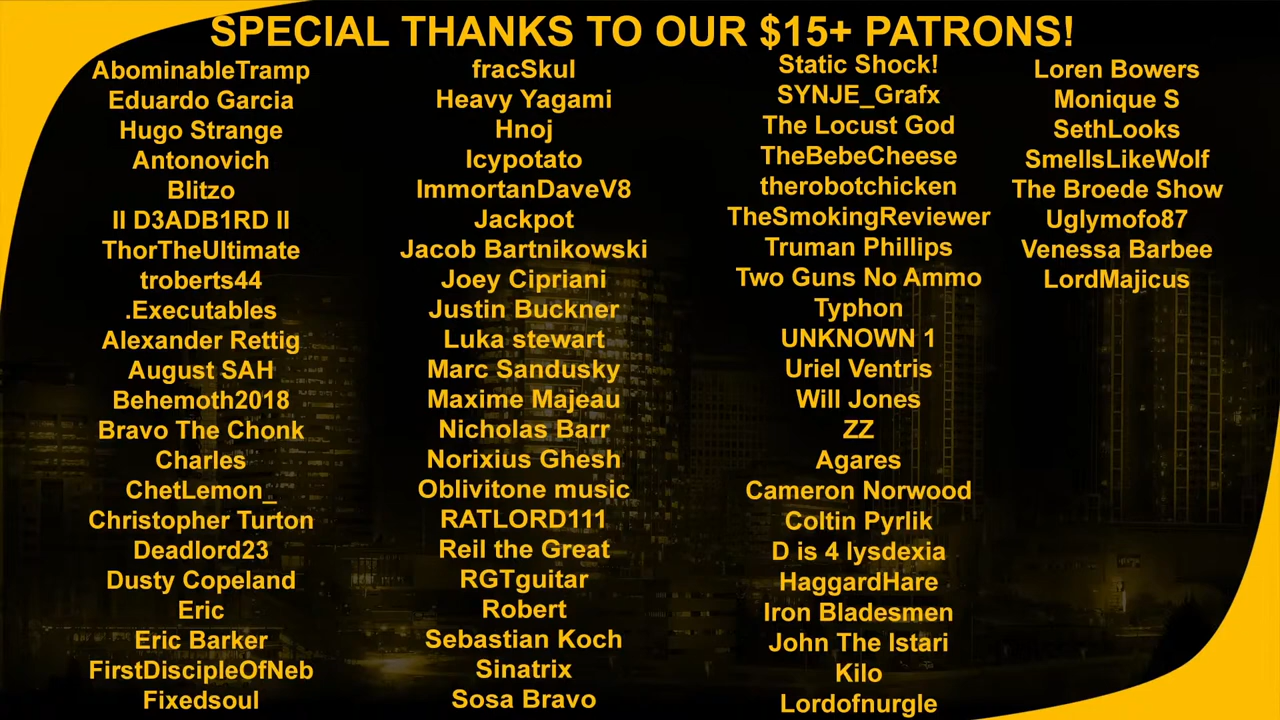 SPECIAL THANKS TO OUR $15+ PATRONS!
AbominableTramp
Eduardo Garcia
Hugo Strange
Antonovich
Blitzo
II D3ADB1RD II
ThorTheUltimate
troberts44
.Executables
Alexander Rettig
August SAH
Behemoth2018
Bravo The Chonk
Charles
ChetLemon_
Christopher Turton
Deadlord23
Dusty Copeland
Eric
Eric Barker
FirstDiscipleOfNeb
Fixedsoul
fracSkul
Heavy Yagami
Hnoj
Icypotato
ImmortanDaveV8
Jackpot
Jacob Bartnikowski
Joey Cipriani
Justin Buckner
Luka stewart
Marc Sandusky
Maxime Majeau
Nicholas Barr
Norixius Ghesh
Oblivitone music
RATLORD111
Reil the Great
RGTguitar
Robert
Sebastian Koch
Sinatrix
Sosa Bravo
Static Shock!
SYNJE_Grafx
The Locust God
TheBebeCheese
therobotchicken
TheSmokingReviewer
Truman Phillips
Two Guns No Ammo
Typhon
UNKNOWN 1
Uriel Ventris
Will Jones
ZZ
Agares
Cameron Norwood
Coltin Pyrlik
D is 4 lysdexia
HaggardHare
Iron Bladesmen
John The Istari
Kilo
Lordofnurgle
Loren Bowers
Monique S
SethLooks
SmellsLikeWolf
The Broede Show
Uglymofo87
Venessa Barbee
LordMajicus